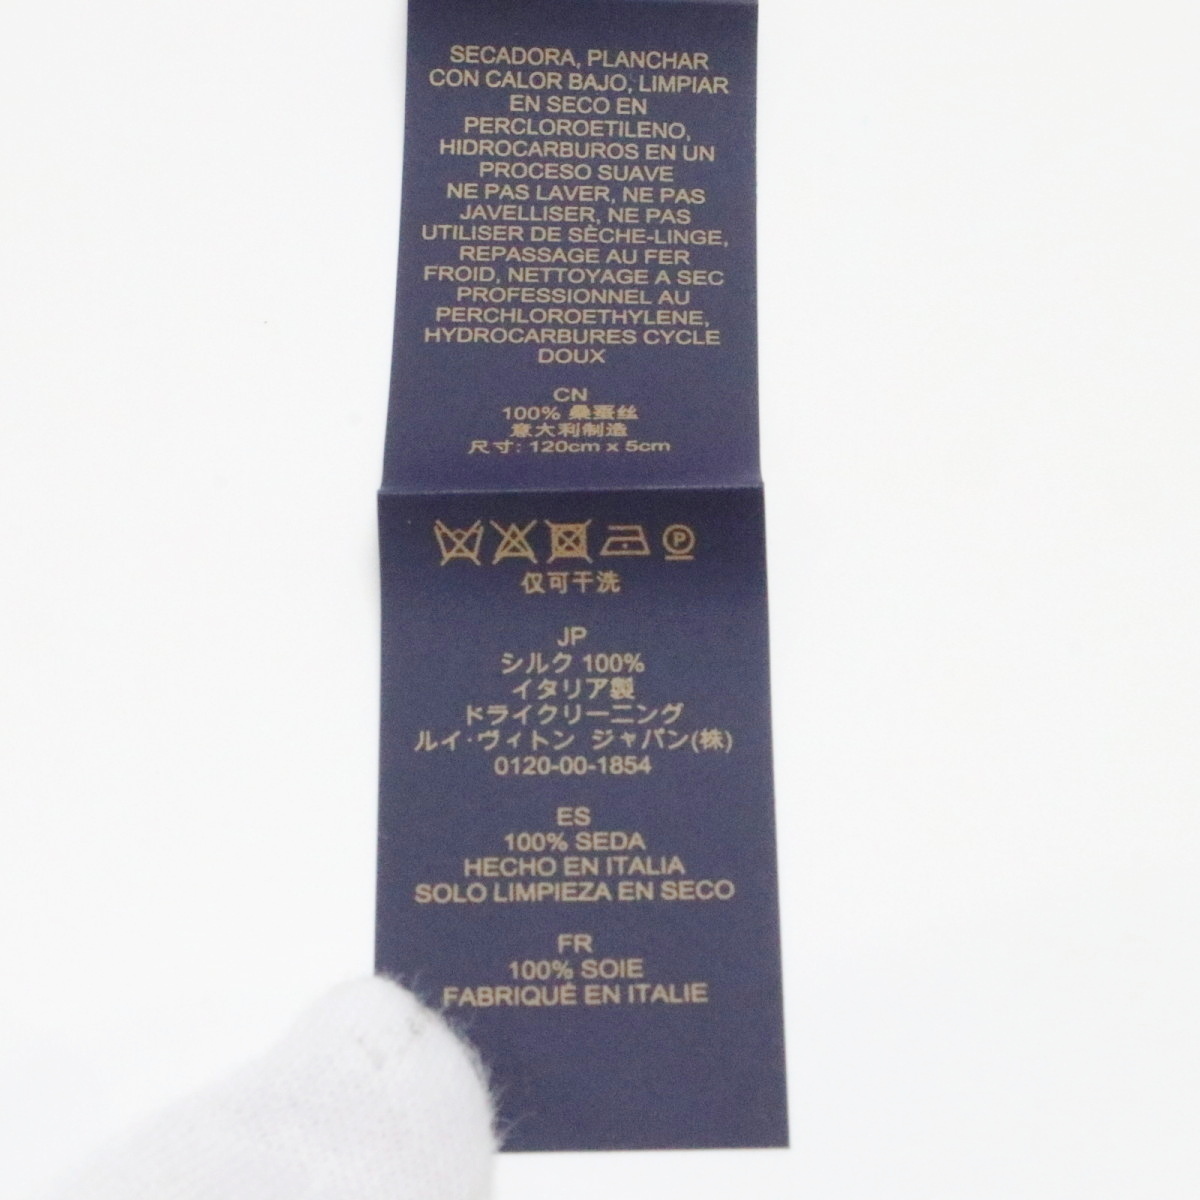 SECADORA, PLANCHAR
CON CALOR BAJO, LIMPIAR
EN SECO EN
PERCLOROETILENO,
HIDROCARBUROS EN UN
PROCESO SUAVE
NE PAS LAVER, NE PAS
JAVELLISER, NE PAS
UTILISER DE SÈCHE-LINGE,
REPASSAGE AU FER
FROID, NETTOYAGE A SEC
PROFESSIONNEL AU
PERCHLOROETHYLENE,
HYDROCARBURES CYCLE
DOUX
CN
100% 桑蚕丝
意大利制造
尺寸: 120cm x 5cm
P
仅可干洗
JP
シルク 100%
イタリア製
ドライクリーニング
ルイ·ヴィトン ジャパン(株)
0120-00-1854
ES
100% SEDA
HECHO EN ITALIA
SOLO LIMPIEZA EN SECO
FR
100% SOIE
FABRIQUÉ EN ITALIE